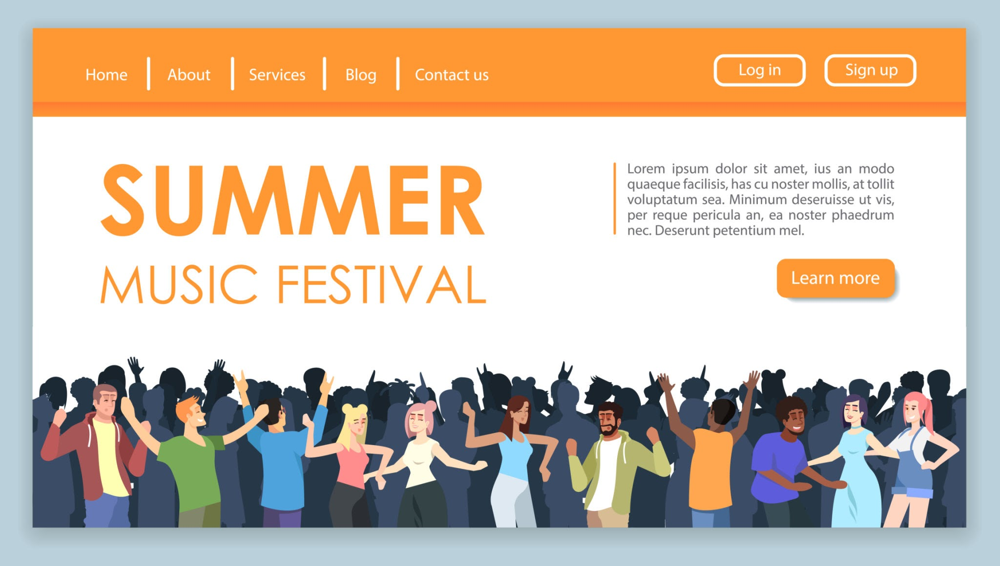 Home About Services Blog Contact us Log in Sign up
SUMMER
MUSIC FESTIVAL
Lorem ipsum dolor sit amet, ius an modo
quaeque facilisis, has cu noster mollis, at tollit
voluptatum sea. Minimum deseruisse ut vis,
per reque pericula an, ea noster phaedrum
nec. Deserunt petentium mel.
Learn more